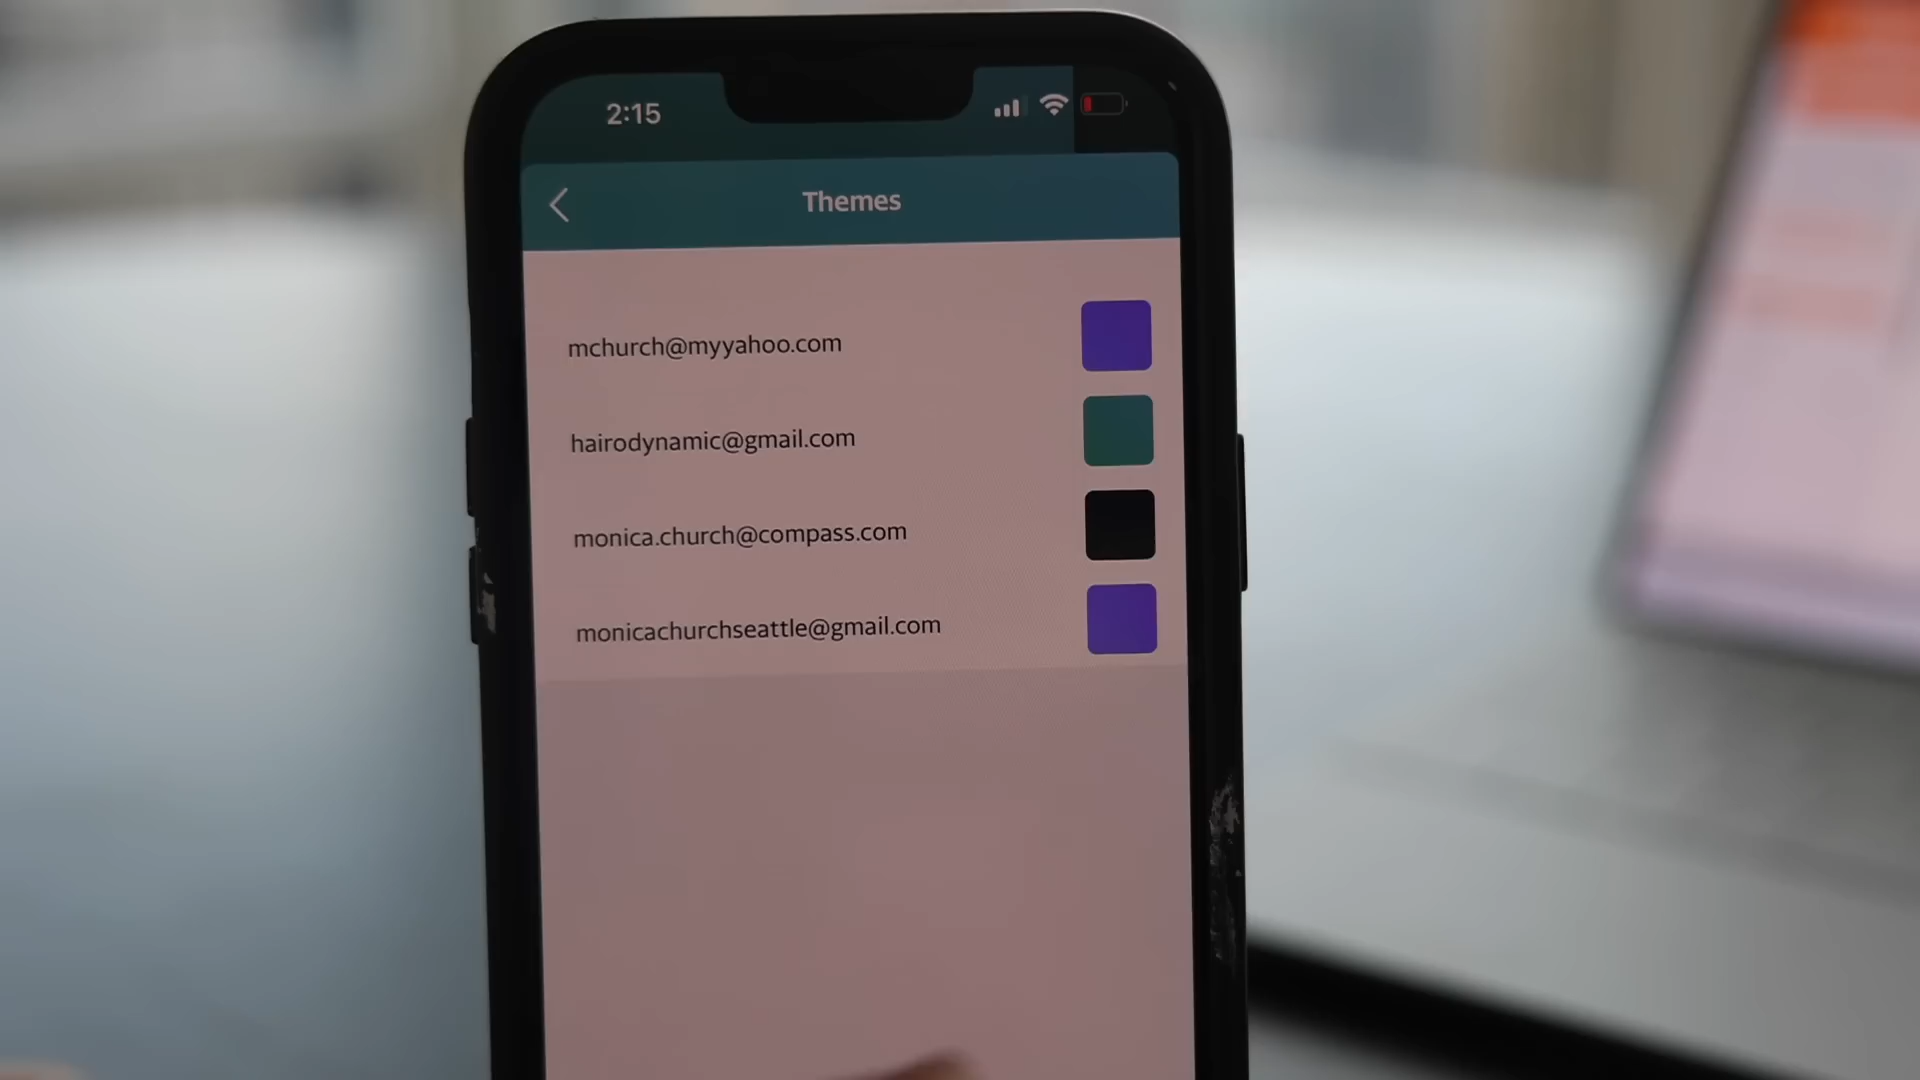 2:15
Themes
mchurch@myyahoo.com
hairodynamic@gmail.com
monica.church@compass.com
monicachurchseattle@gmail.com